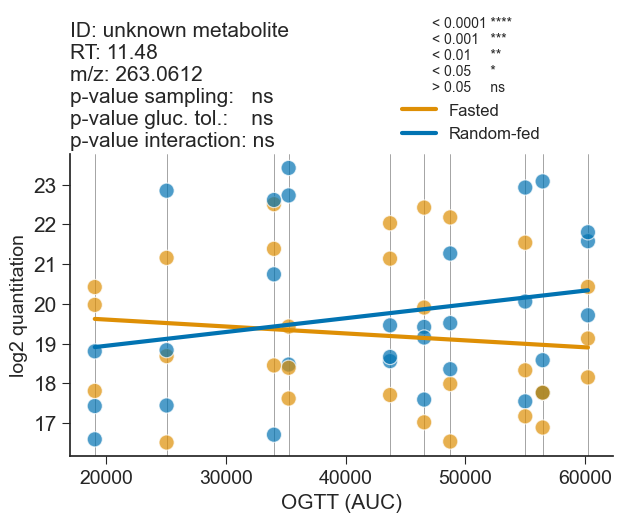 ID: unknown metabolite
RT: 11.48
m/z: 263.0612
p-value sampling: ns
p-value gluc. tol.: ns
p-value interaction: ns
< 0.0001 ****
< 0.001 ***
< 0.01 **
< 0.05 *
> 0.05 ns
Fasted
Random-fed
log2 quantitation
23
22
21
20
19
18
17
20000 30000 40000 50000 60000
OGTT (AUC)